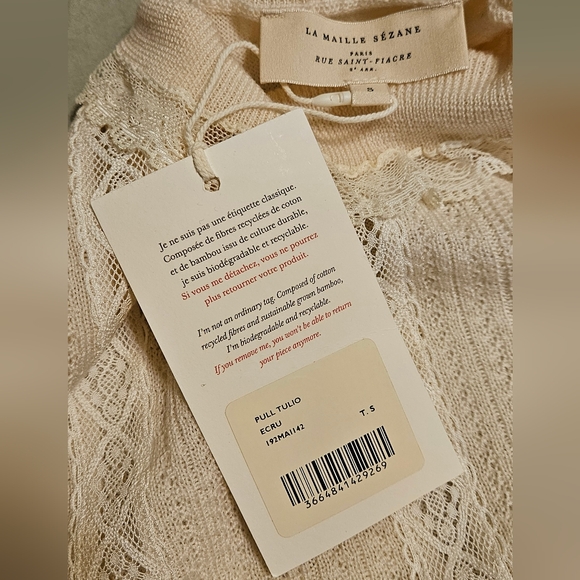 LA MAILLE SÉZANE
PARIS
RUE SAINT-FIACRE
2e ARR.
S
Je ne suis pas une étiquette classique.
Composée de fibres recyclées de coton
et de bambou issu de culture durable,
je suis biodégradable et recyclable.
Si vous me détachez, vous ne pourrez
plus retourner votre produit.
I'm not an ordinary tag. Composed of cotton
recycled fibres and sustainable grown bamboo,
I'm biodegradable and recyclable.
If you remove me, you won't be able to return
your piece anymore.
PULL TULIO
ECRU
192MA1142
T. S
3664841429269